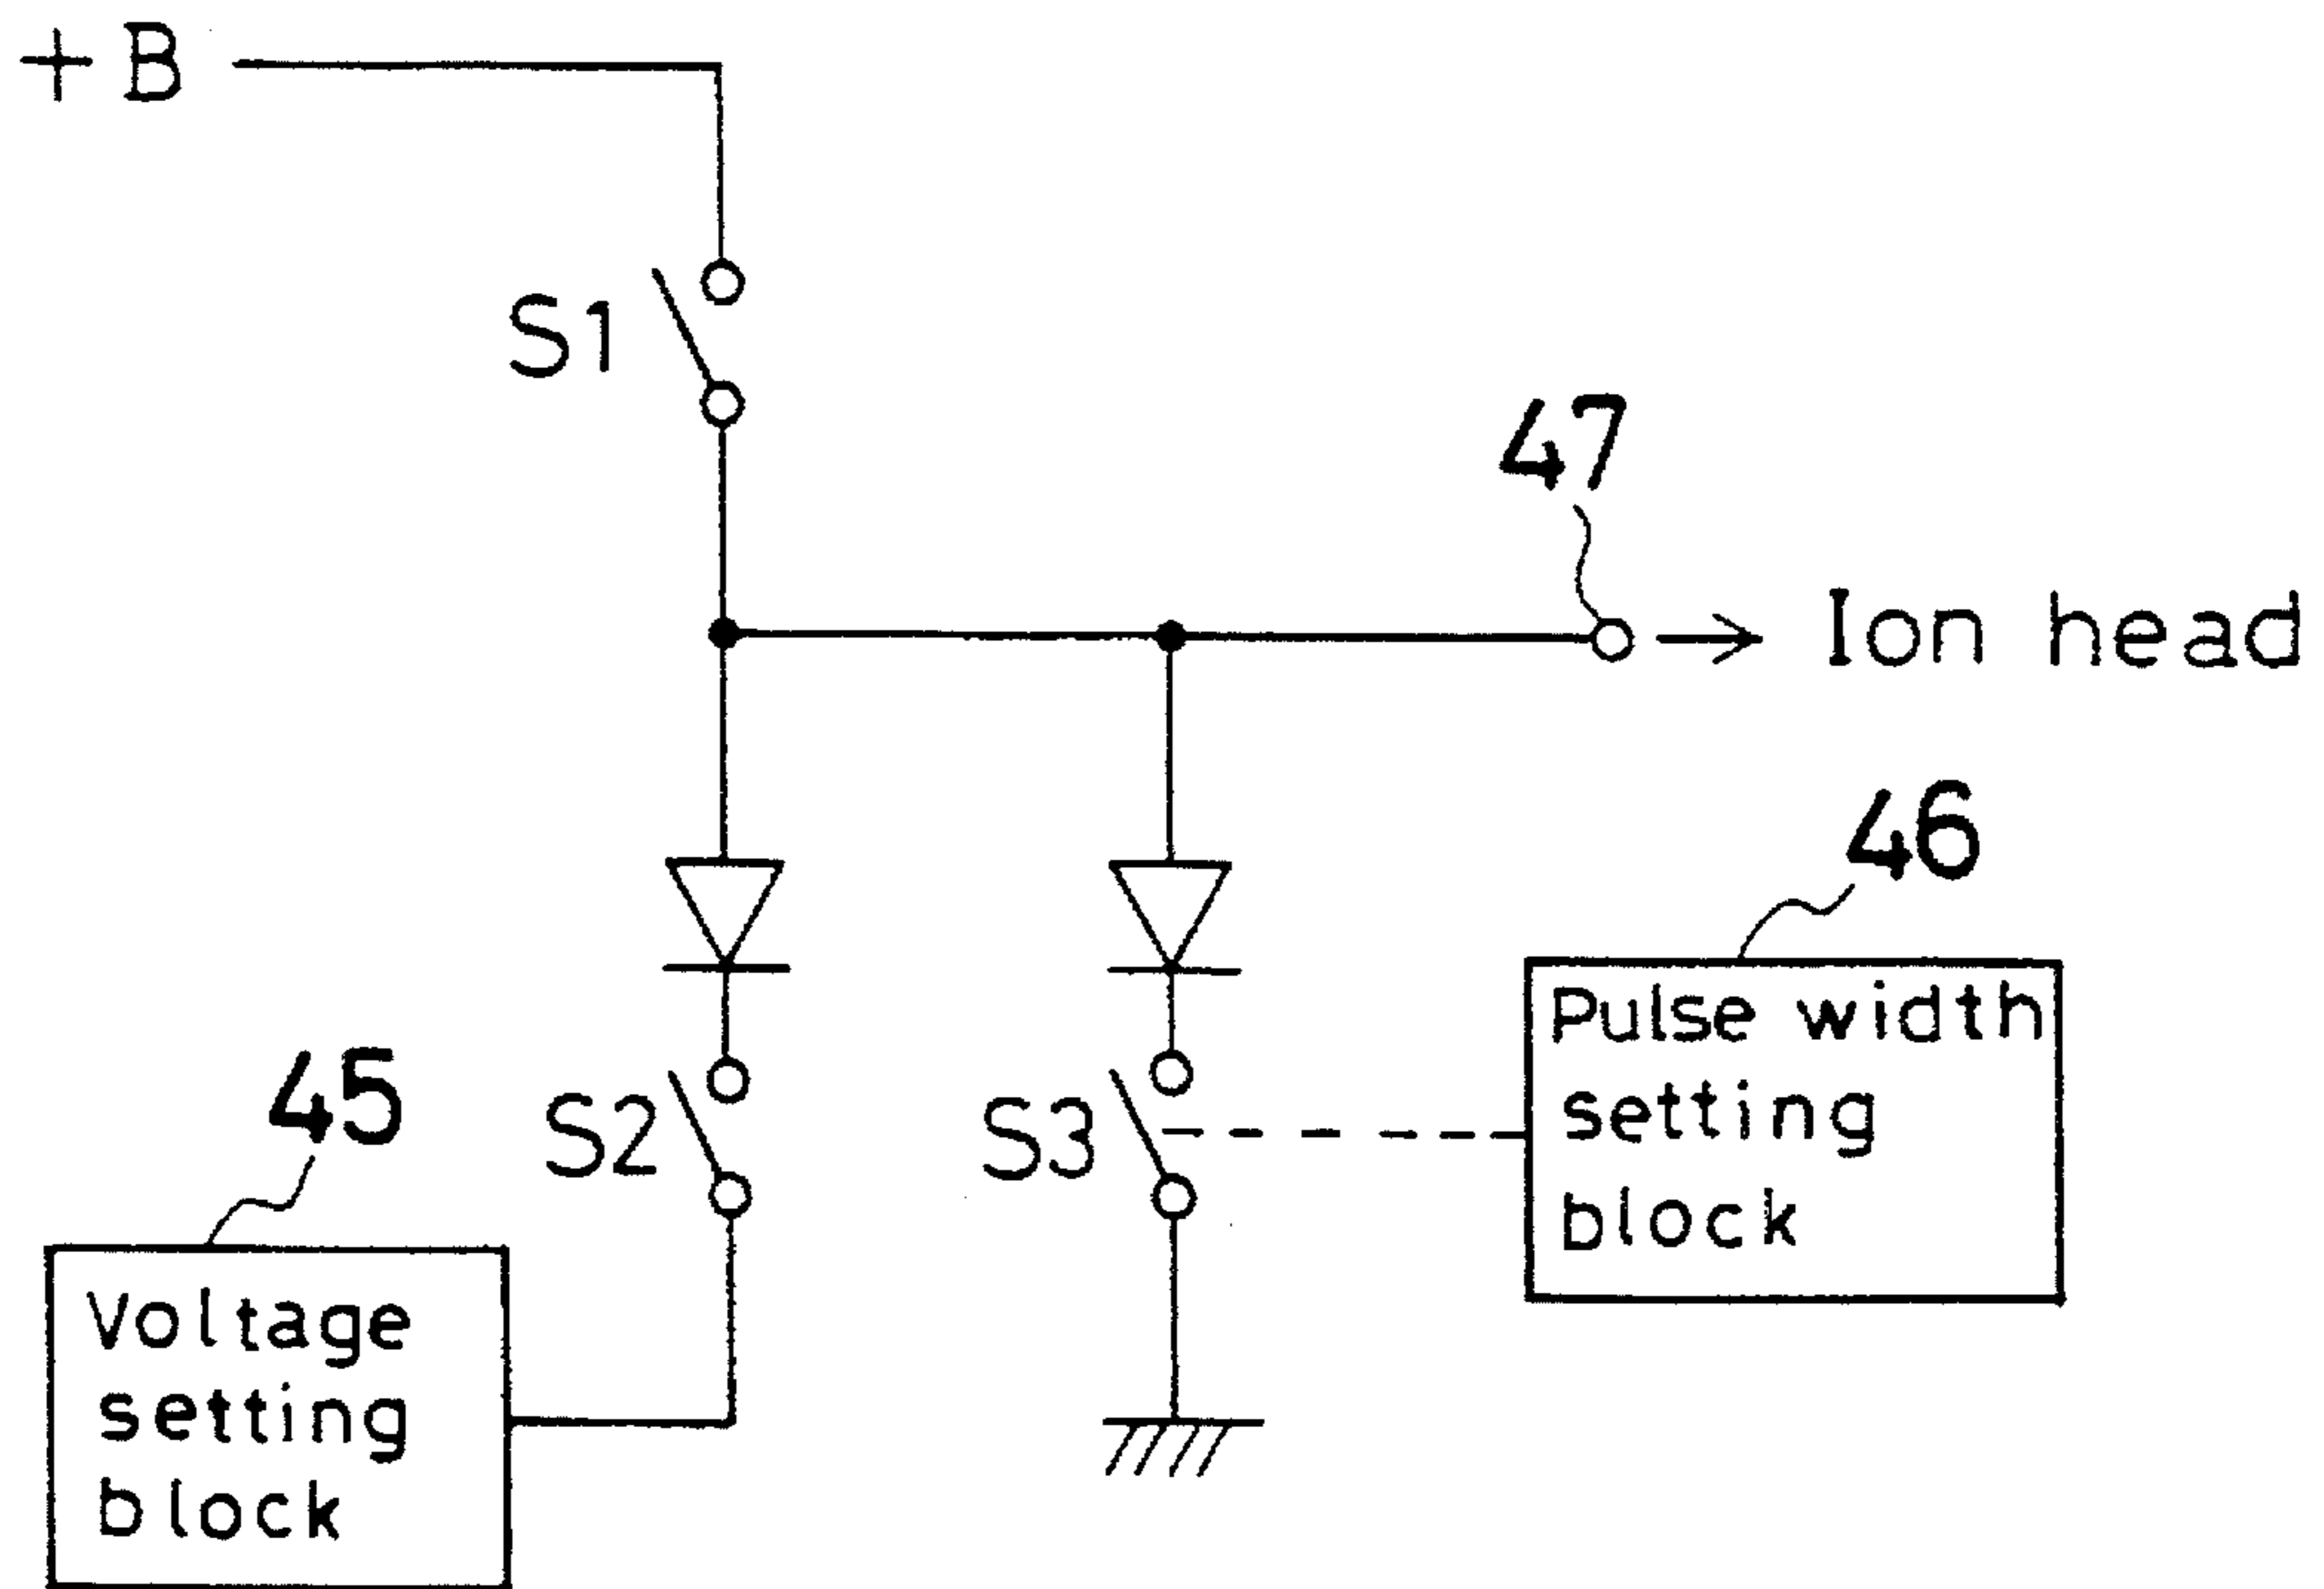 +B
S1
47
Ion head
46
Pulse width
setting
block
45
S2
S3
Voltage
setting
block